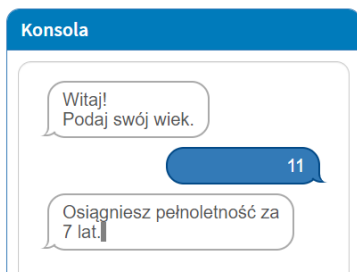 Konsola
Witaj!
Podaj swój wiek.
11
Osiągniesz pełnoletność za
7 lat.